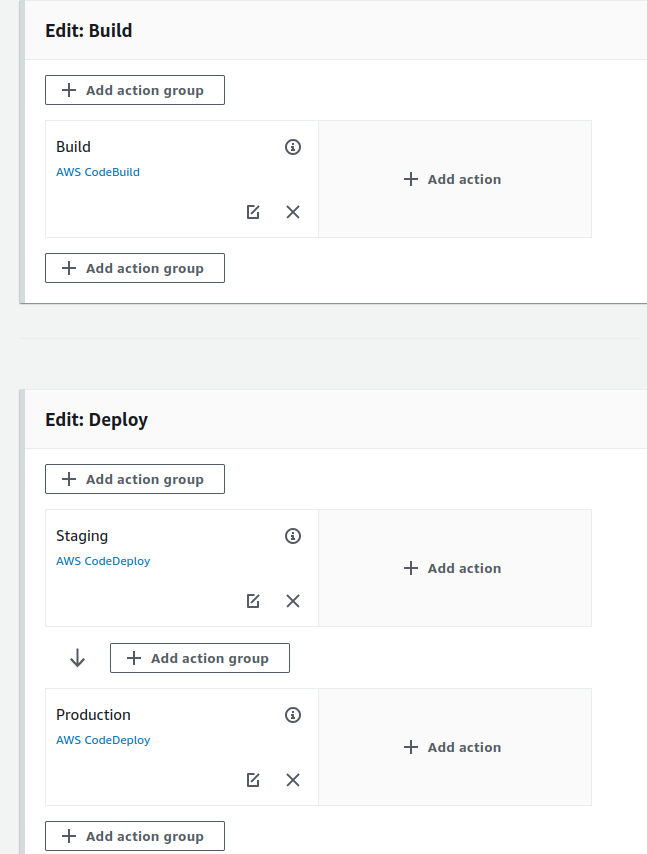 Edit: Build
Add action group
Build
AWS CodeBuild
Add action
Add action group
Edit: Deploy
Add action group
Staging
AWS CodeDeploy
Add action
Add action group
Production
AWS CodeDeploy
Add action
Add action group